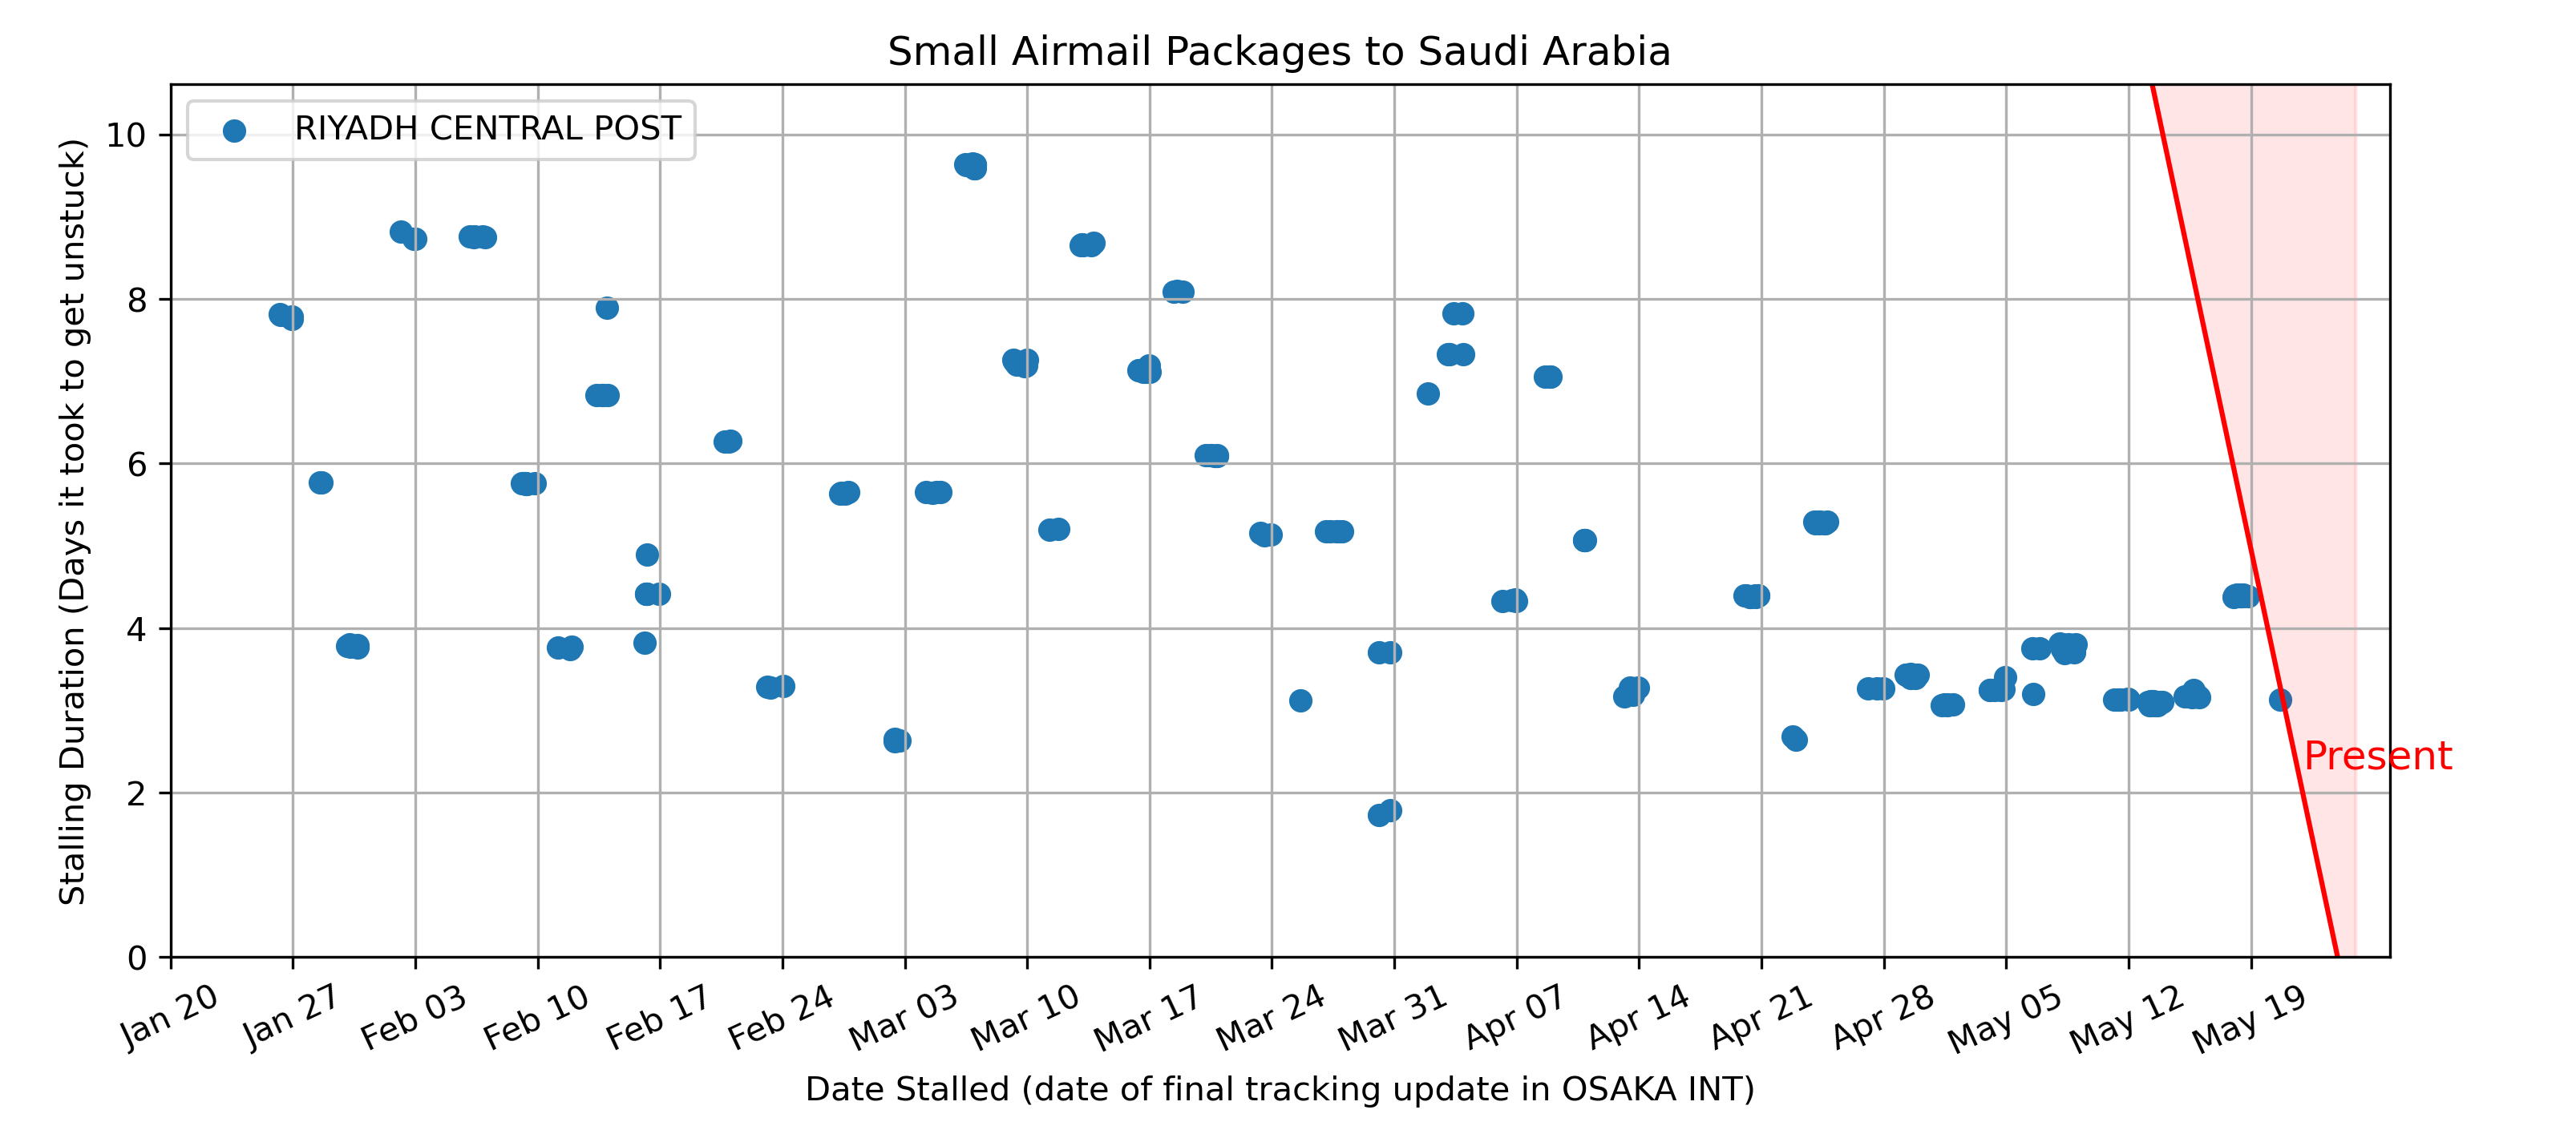 Small Airmail Packages to Saudi Arabia
RIYADH CENTRAL POST
Stalling Duration (Days it took to get unstuck)
10
8
6
4
2
0
Present
Jan 20
Jan 27
Feb 03
Feb 10
Feb 17
Feb 24
Mar 03
Mar 10
Mar 17
Mar 24
Mar 31
Apr 07
Apr 14
Apr 21
Apr 28
May 05
May 12
May 19
Date Stalled (date of final tracking update in OSAKA INT)